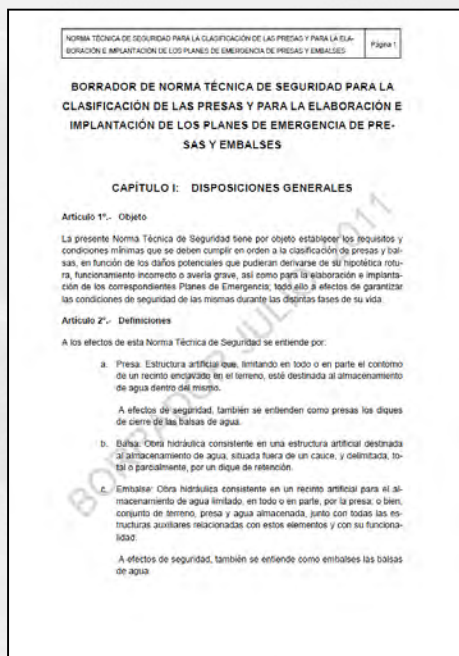 NORMA TÉCNICA DE SEGURIDAD PARA LA CLASIFICACIÓN DE LAS PRESAS Y PARA LA ELA-
BORACIÓN E IMPLANTACIÓN DE LOS PLANES DE EMERGENCIA DE PRESAS Y EMBALSES
Página 1
BORRADOR DE NORMA TÉCNICA DE SEGURIDAD PARA LA
CLASIFICACIÓN DE LAS PRESAS Y PARA LA ELABORACIÓN E
IMPLANTACIÓN DE LOS PLANES DE EMERGENCIA DE PRE-
SAS Y EMBALSES
CAPÍTULO I: DISPOSICIONES GENERALES
Artículo 1º.- Objeto
La presente Norma Técnica de Seguridad tiene por objeto establecer los requisitos y
condiciones mínimas que se deben cumplir en orden a la clasificación de presas y bal-
sas, en función de los daños potenciales que pudieran derivarse de su hipotética rotu-
ra, funcionamiento incorrecto o avería grave, así como para la elaboración e implanta-
ción de los correspondientes Planes de Emergencia; todo ello a efectos de garantizar
las condiciones de seguridad de las mismas durante las distintas fases de su vida.
Artículo 2º.- Definiciones
A los efectos de esta Norma Técnica de Seguridad se entiende por:
a. Presa: Estructura artificial que, limitando en todo o en parte el contorno
de un recinto enclavado en el terreno, esté destinada al almacenamiento
de agua dentro del mismo.
A efectos de seguridad, también se entienden como presas los diques
de cierre de las balsas de agua.
b. Balsa: Obra hidráulica consistente en una estructura artificial destinada
al almacenamiento de agua, situada fuera de un cauce, y delimitada, to-
tal o parcialmente, por un dique de retención.
c. Embalse: Obra hidráulica consistente en un recinto artificial para el al-
macenamiento de agua limitado, en todo o en parte, por la presa; o bien,
conjunto de terreno, presa y agua almacenada, junto con todas las es-
tructuras auxiliares relacionadas con estos elementos y con su funciona-
lidad.
A efectos de seguridad, también se entiende como embalses las balsas
de agua.
BORRADOR JULIO 2011